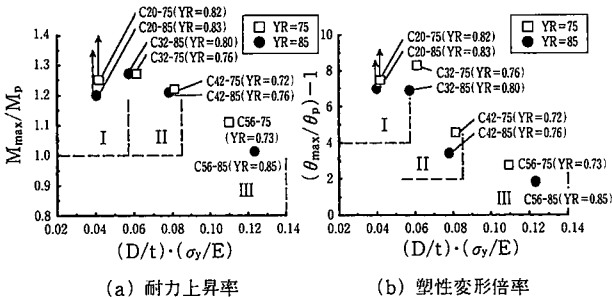 C20-75(YR=0.82)
C20-85(YR=0.83)
C32-85(YR=0.80)
C32-75(YR=0.76)
□ YR=75
● YR=85
C42-75(YR=0.72)
C42-85(YR=0.76)
C56-75
(YR=0.73)
C56-85(YR=0.85)
I
II
III
1.4
1.3
1.2
1.1
1.0
0.9
0.8
Mmax/Mp
0.02 0.04 0.06 0.08 0.10 0.12 0.14
(D/t)・(σy/E)
(a) 耐力上昇率
C20-75(YR=0.82)
C20-85(YR=0.83)
□ YR=75
● YR=85
C32-75(YR=0.76)
C32-85(YR=0.80)
C42-75(YR=0.72)
C42-85(YR=0.76)
C56-75(YR=0.73)
C56-85(YR=0.85)
I
II
III
10
8
6
4
2
0
(θmax/θp)-1
0.02 0.04 0.06 0.08 0.10 0.12 0.14
(D/t)・(σy/E)
(b) 塑性変形倍率